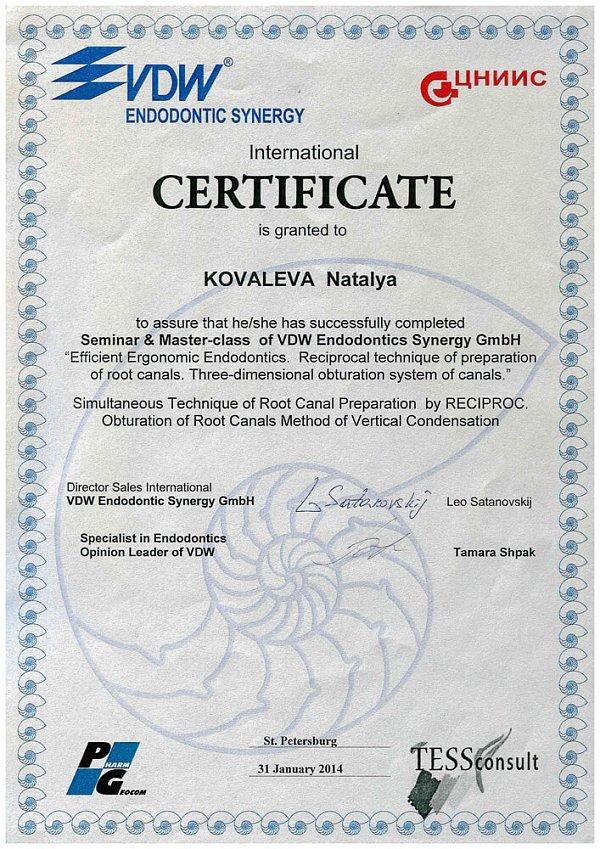 VDW®
ENDODONTIC SYNERGY
ЦНИИС
International
CERTIFICATE
is granted to
KOVALEVA Natalya
to assure that he/she has successfully completed
Seminar & Master-class of VDW Endodontics Synergy GmbH
“Efficient Ergonomic Endodontics. Reciprocal technique of preparation
of root canals. Three-dimensional obturation system of canals.”
Simultaneous Technique of Root Canal Preparation by RECIPROC.
Obturation of Root Canals Method of Vertical Condensation
Director Sales International
VDW Endodontic Synergy GmbH
L. Satanovskij
Leo Satanovskij
Specialist in Endodontics
Opinion Leader of VDW
Tamara Shpak
St. Petersburg
31 January 2014
PHARM
GEOCOM
TESSconsult